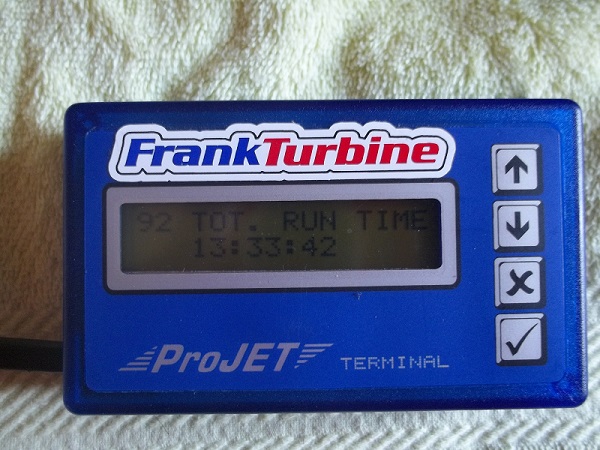 FrankTurbine
92 TOT. RUN TIME
13:33:42
ProJET TERMINAL